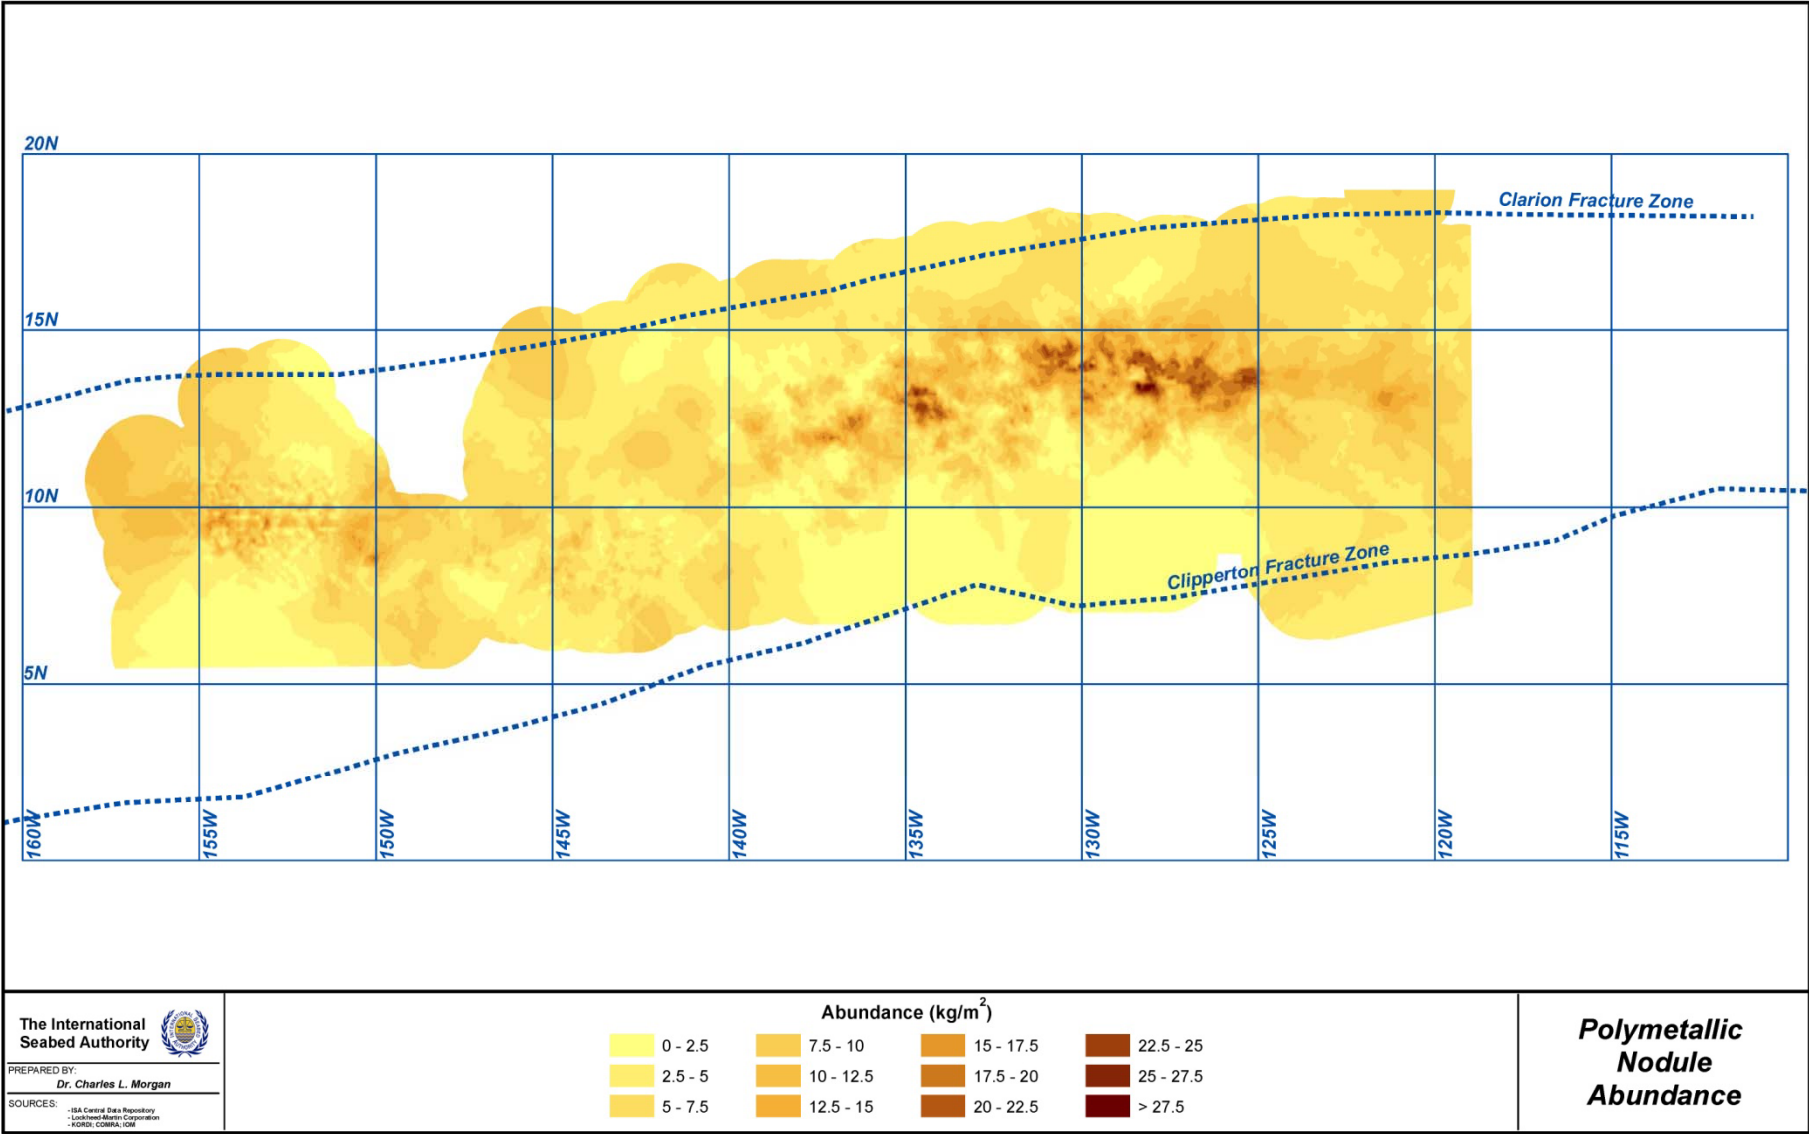 20N
Clarion Fracture Zone
15N
10N
Clipperton Fracture Zone
5N
160W
155W
150W
145W
140W
135W
130W
125W
120W
115W
The International
Seabed Authority
PREPARED BY:
Dr. Charles L. Morgan
SOURCES:
- ISA Central Data Repository
- Lockheed-Martin Corporation
- KORDI; COMRA; IOM
Abundance (kg/m²)
0 - 2.5
2.5 - 5
5 - 7.5
7.5 - 10
10 - 12.5
12.5 - 15
15 - 17.5
17.5 - 20
20 - 22.5
22.5 - 25
25 - 27.5
> 27.5
Polymetallic
Nodule
Abundance